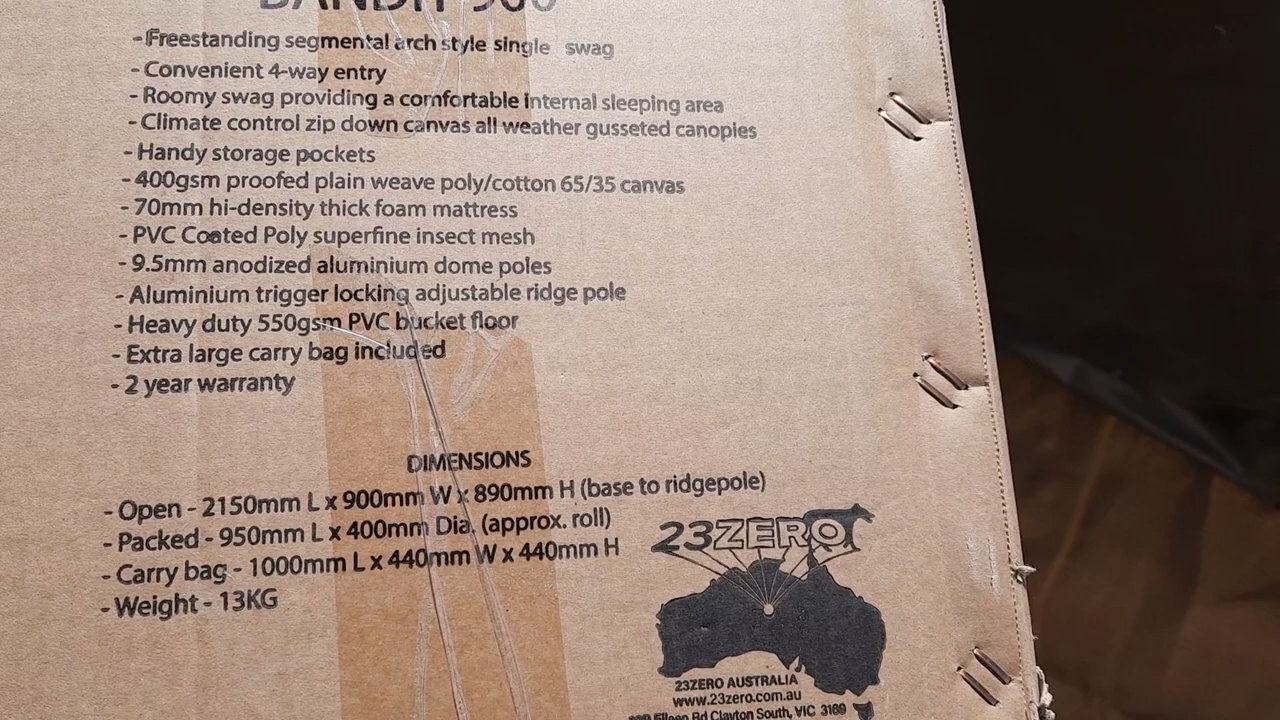 BANDIT 900
-Freestanding segmental arch style single swag
- Convenient 4-way entry
- Roomy swag providing a comfortable internal sleeping area
- Climate control zip down canvas all weather gusseted canopies
- Handy storage pockets
- 400gsm proofed plain weave poly/cotton 65/35 canvas
- 70mm hi-density thick foam mattress
- PVC Coated Poly superfine insect mesh
- 9.5mm anodized aluminium dome poles
- Aluminium trigger locking adjustable ridge pole
- Heavy duty 550gsm PVC bucket floor
- Extra large carry bag included
- 2 year warranty
DIMENSIONS
- Open - 2150mm L x 900mm W x 890mm H (base to ridgepole)
- Packed - 950mm L x 400mm Dia. (approx. roll)
- Carry bag - 1000mm L x 440mm W x 440mm H
- Weight - 13KG
23ZERO
23ZERO AUSTRALIA
www.23zero.com.au
Eileen Rd Clayton South, VIC 3169